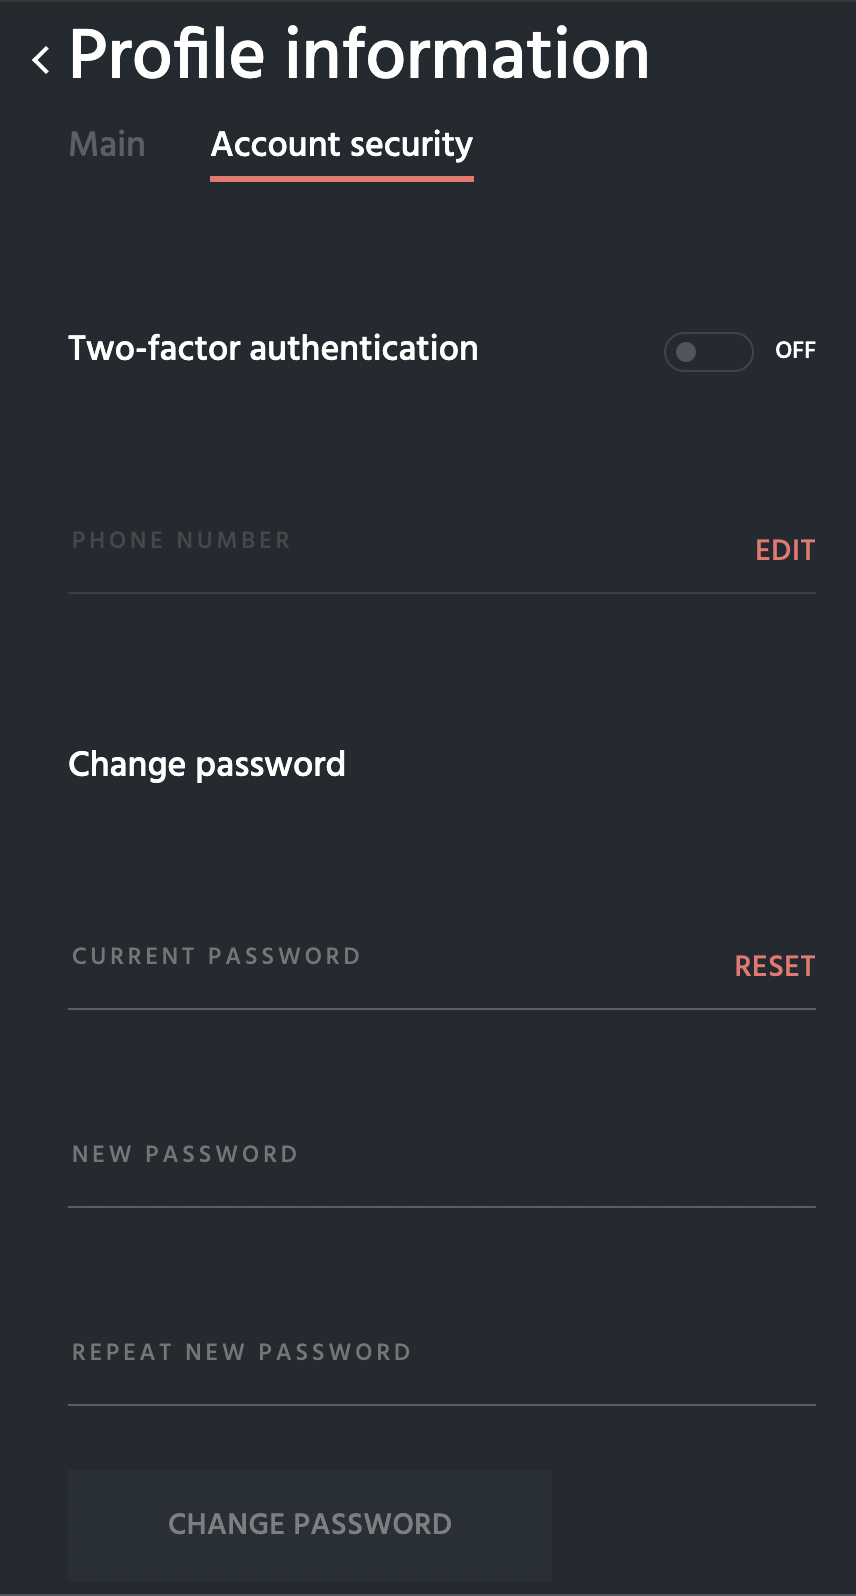 Profile information
Main Account security
Two-factor authentication OFF
PHONE NUMBER EDIT
Change password
CURRENT PASSWORD RESET
NEW PASSWORD
REPEAT NEW PASSWORD
CHANGE PASSWORD